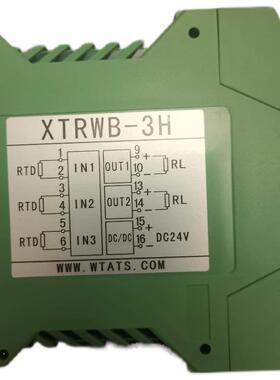 XTRWB-3H
1 9 +
RTD 2 IN1 OUT1 10 - RL
3 13 +
RTD 4 IN2 OUT2 14 - RL
5 15 +
RTD 6 IN3 DC/DC 16 - DC24V
WWW.WTATS.COM